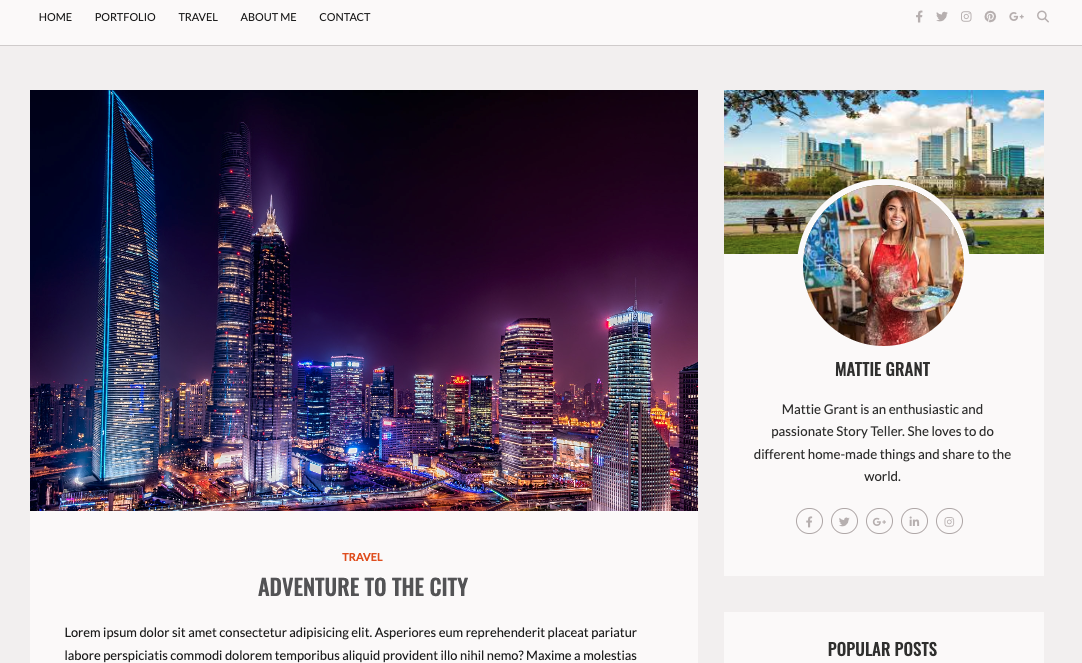 HOME PORTFOLIO TRAVEL ABOUT ME CONTACT
TRAVEL
ADVENTURE TO THE CITY
Lorem ipsum dolor sit amet consectetur adipisicing elit. Asperiores eum reprehenderit placeat pariatur
labore perspiciatis commodi dolorem temporibus aliquid provident illo nihil nemo? Maxime a molestias
MATTIE GRANT
Mattie Grant is an enthusiastic and
passionate Story Teller. She loves to do
different home-made things and share to the
world.
POPULAR POSTS